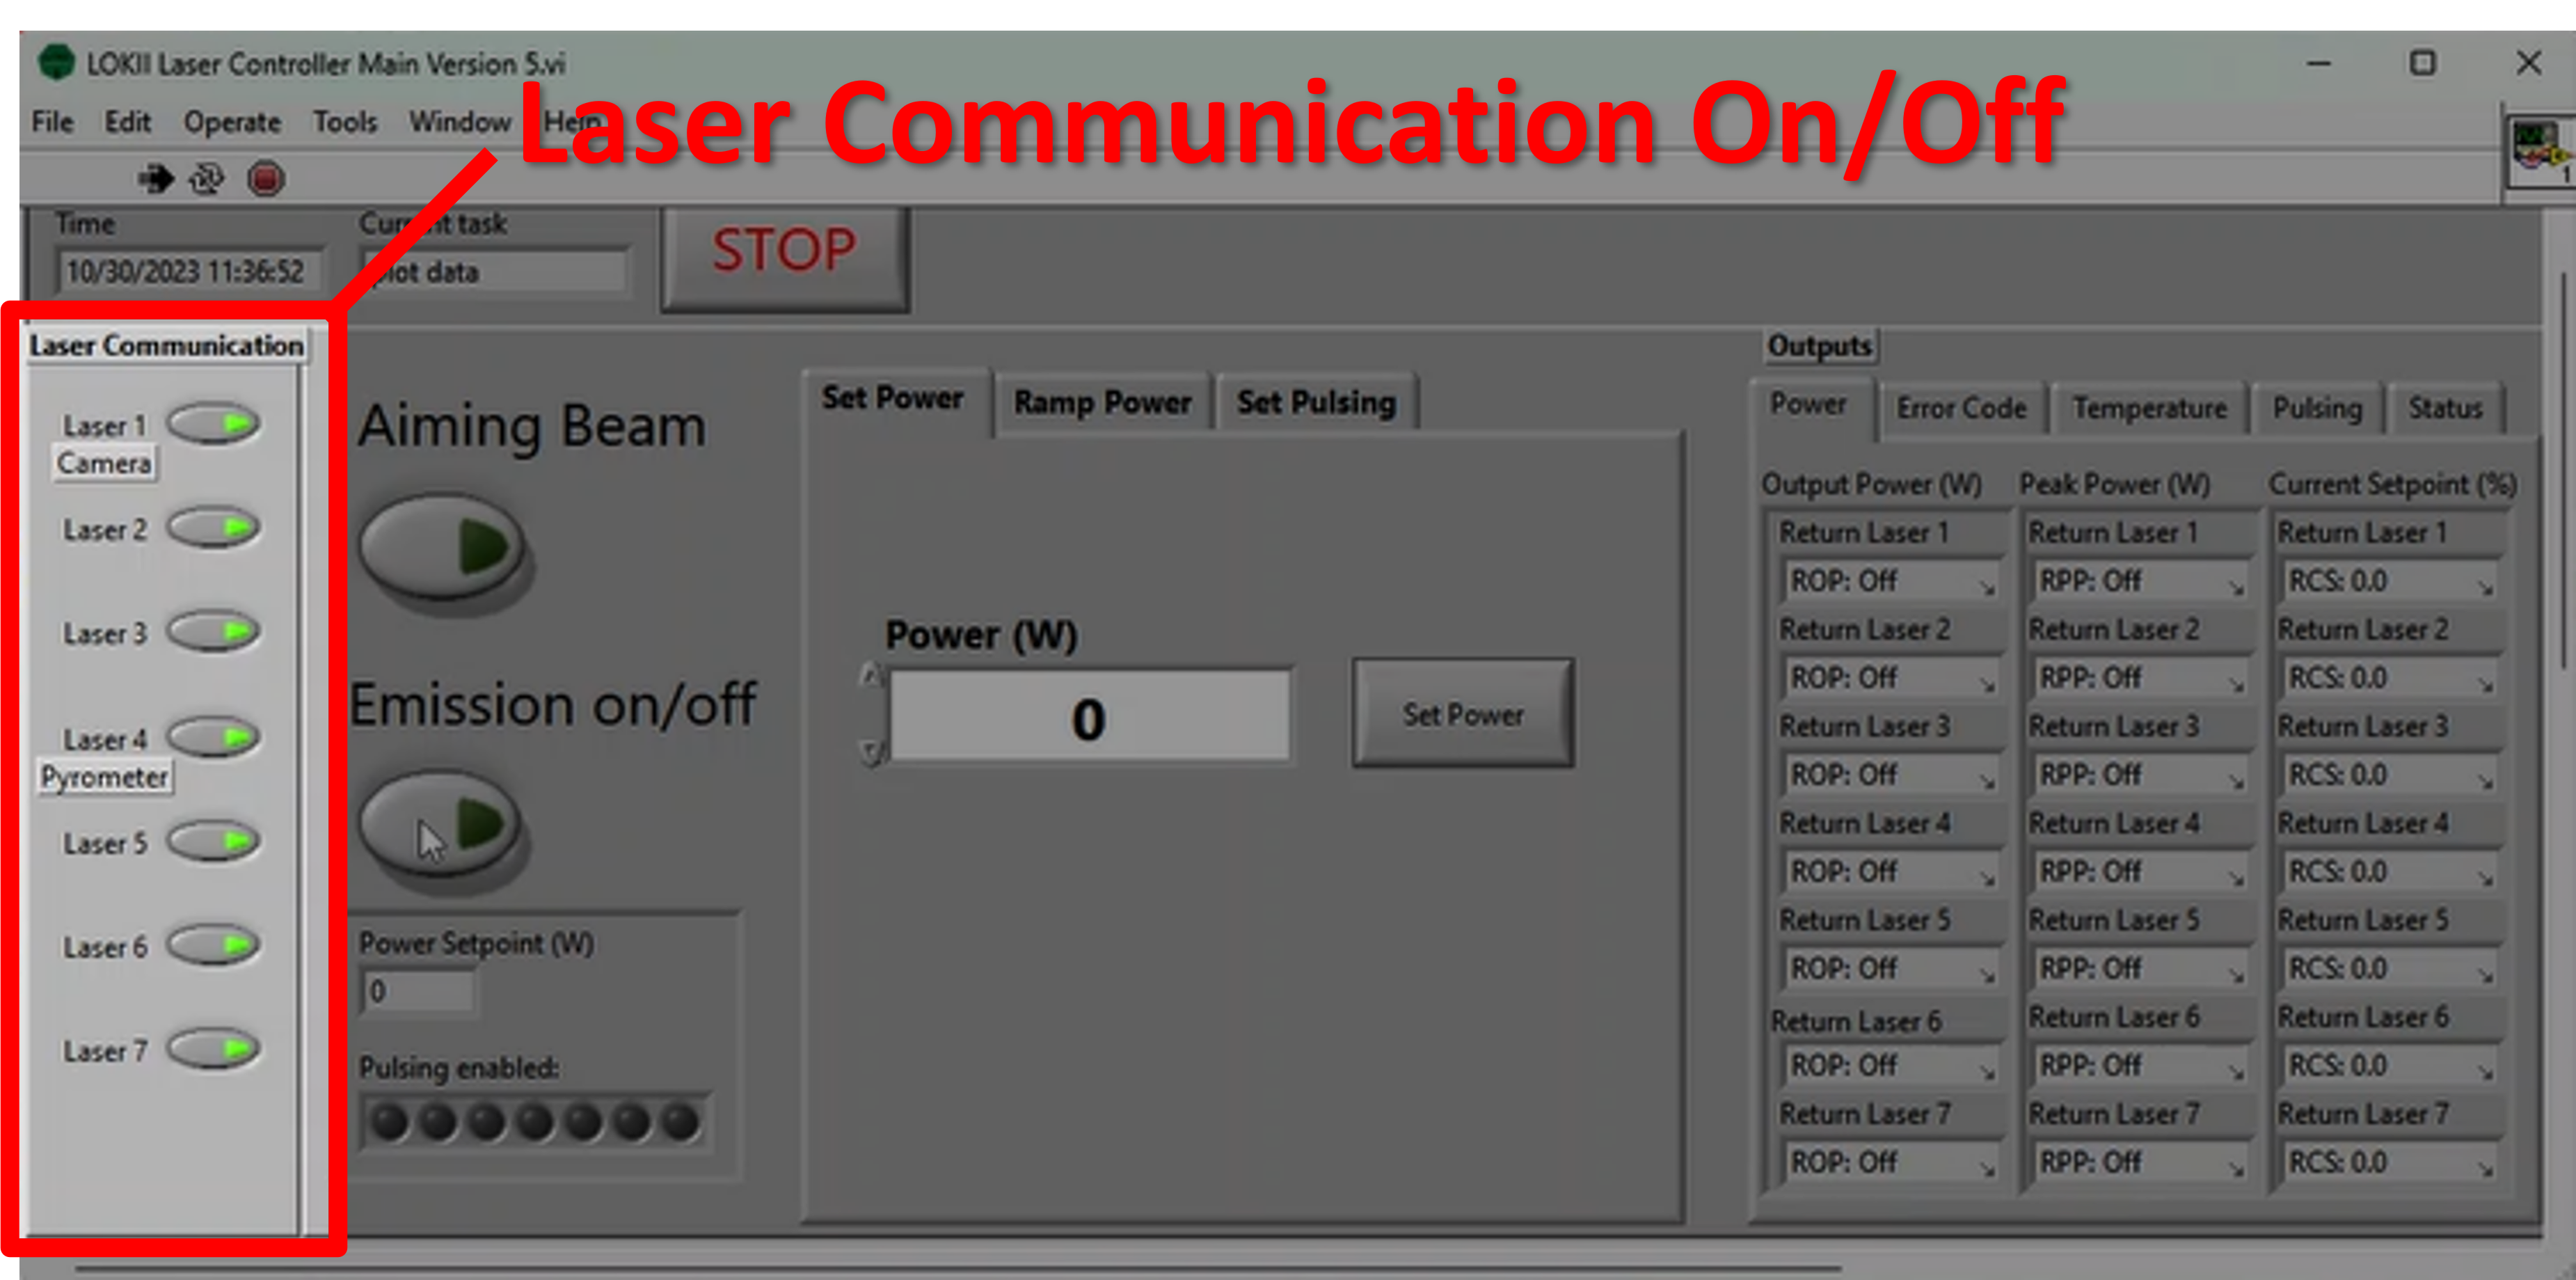 LOKII Laser Controller Main Version 5.vi
File Edit Operate Tools Window Help
Laser Communication On/Off
1
Time
Current task
10/30/2023 11:36:52
plot data
STOP
Laser Communication
Laser 1
Camera
Laser 2
Laser 3
Laser 4
Pyrometer
Laser 5
Laser 6
Laser 7
Aiming Beam
Emission on/off
Power Setpoint (W)
0
Pulsing enabled:
Set Power Ramp Power Set Pulsing
Power (W)
0
Set Power
Outputs
Power Error Code Temperature Pulsing Status
Output Power (W) Peak Power (W) Current Setpoint (%)
Return Laser 1 Return Laser 1 Return Laser 1
ROP: Off RPP: Off RCS: 0.0
Return Laser 2 Return Laser 2 Return Laser 2
ROP: Off RPP: Off RCS: 0.0
Return Laser 3 Return Laser 3 Return Laser 3
ROP: Off RPP: Off RCS: 0.0
Return Laser 4 Return Laser 4 Return Laser 4
ROP: Off RPP: Off RCS: 0.0
Return Laser 5 Return Laser 5 Return Laser 5
ROP: Off RPP: Off RCS: 0.0
Return Laser 6 Return Laser 6 Return Laser 6
ROP: Off RPP: Off RCS: 0.0
Return Laser 7 Return Laser 7 Return Laser 7
ROP: Off RPP: Off RCS: 0.0